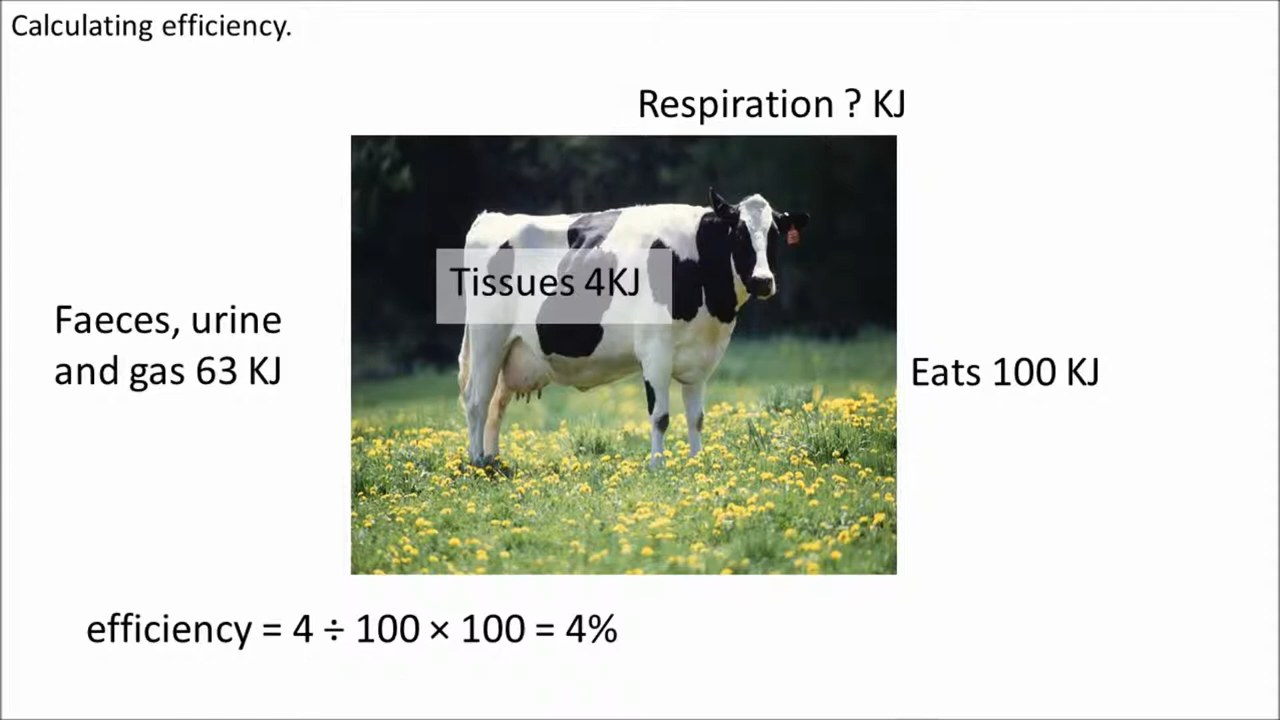 Calculating efficiency.
Respiration ? KJ
Tissues 4KJ
Faeces, urine
and gas 63 KJ
Eats 100 KJ
efficiency = 4 ÷ 100 × 100 = 4%